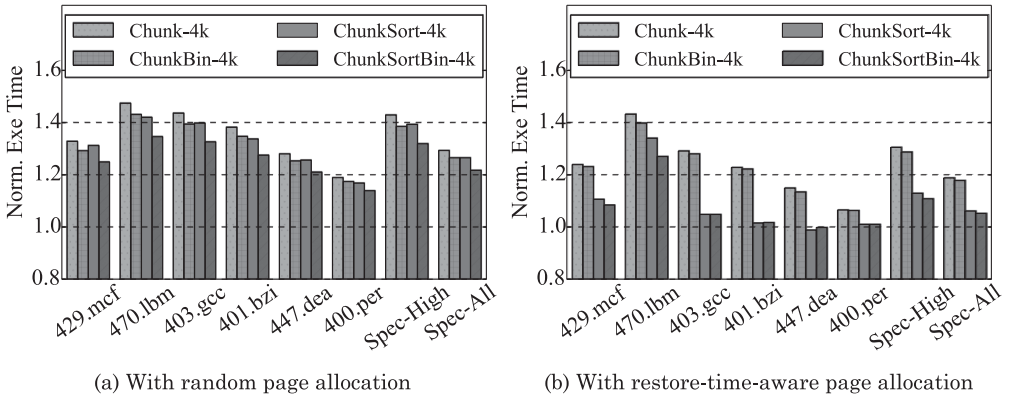 Chunk-4k ChunkSort-4k
ChunkBin-4k ChunkSortBin-4k
Norm. Exe Time
1.6
1.4
1.2
1.0
0.8
429.mcf 470.lbm 403.gcc 401.bzi 447.dea 400.per Spec-High Spec-All
(a) With random page allocation
Chunk-4k ChunkSort-4k
ChunkBin-4k ChunkSortBin-4k
Norm. Exe Time
1.6
1.4
1.2
1.0
0.8
429.mcf 470.lbm 403.gcc 401.bzi 447.dea 400.per Spec-High Spec-All
(b) With restore-time-aware page allocation